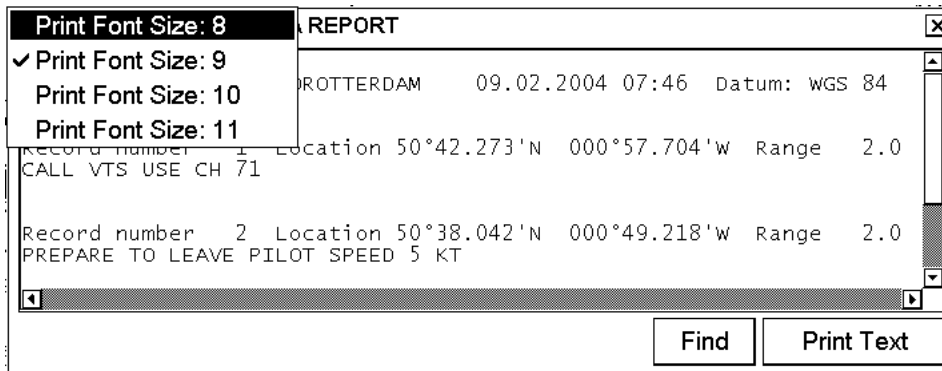 Print Font Size: 8
Print Font Size: 9
Print Font Size: 10
Print Font Size: 11
REPORT
ROTTERDAM 09.02.2004 07:46 Datum: WGS 84
Record number 1 Location 50°42.273'N 000°57.704'W Range 2.0
CALL VTS USE CH 71
Record number 2 Location 50°38.042'N 000°49.218'W Range 2.0
PREPARE TO LEAVE PILOT SPEED 5 KT
Find Print Text